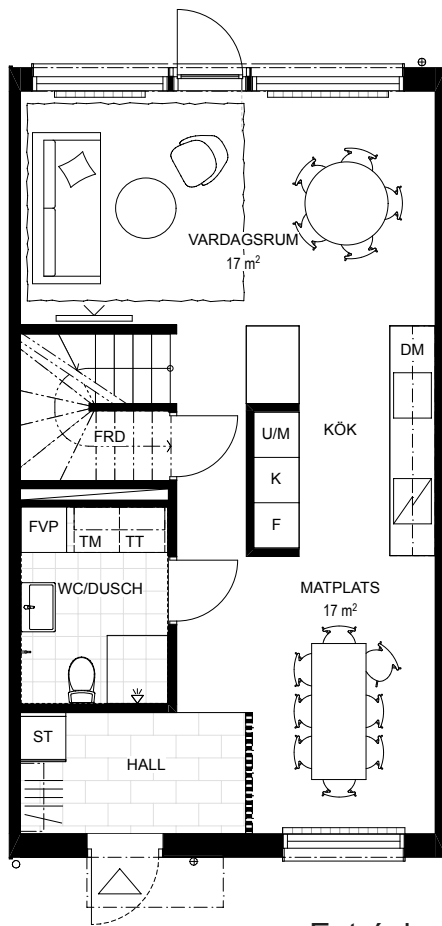 VARDAGSRUM
17 m²
DM
U/M
KÖK
FRD
K
F
FVP
TM
TT
WC/DUSCH
MATPLATS
17 m²
ST
HALL